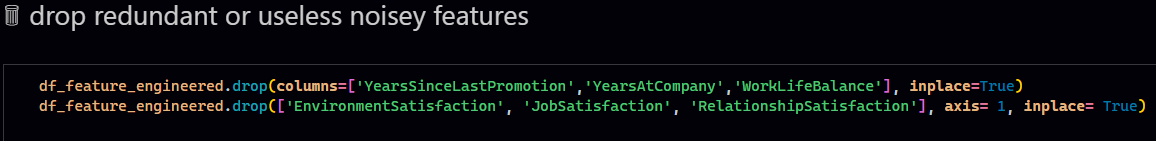 🗑 drop redundant or useless noisey features
df_feature_engineered.drop(columns=['YearsSinceLastPromotion','YearsAtCompany','WorkLifeBalance'], inplace=True)
df_feature_engineered.drop(['EnvironmentSatisfaction', 'JobSatisfaction', 'RelationshipSatisfaction'], axis= 1, inplace= True)